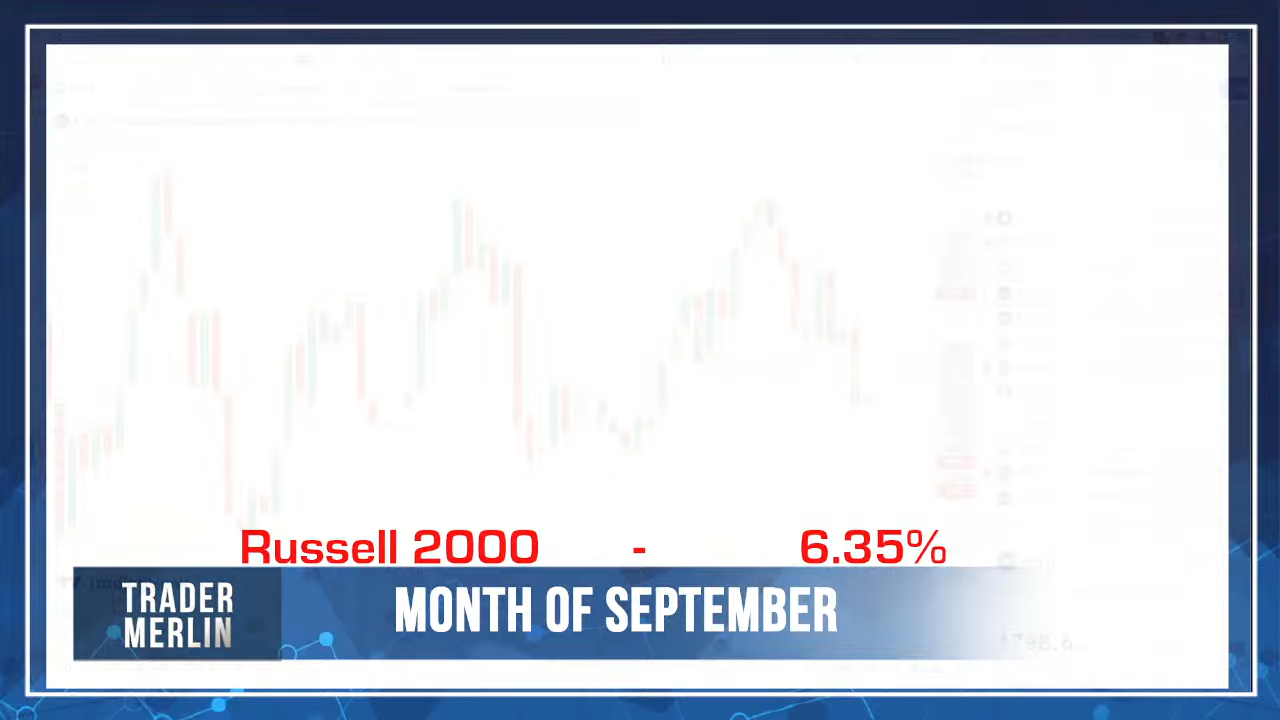 Russell 2000 - 6.35%
TRADER
MERLIN
MONTH OF SEPTEMBER